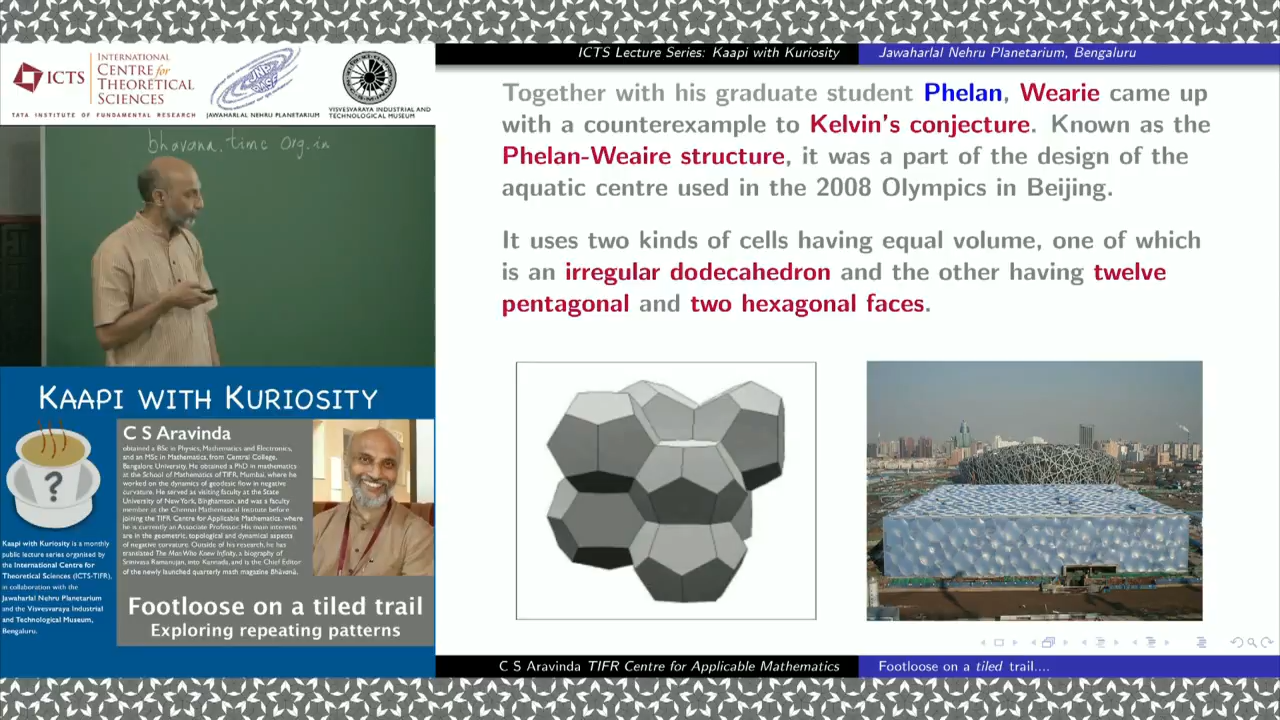 ICTS
INTERNATIONAL
CENTRE for
THEORETICAL
SCIENCES
TATA INSTITUTE OF FUNDAMENTAL RESEARCH
JAWAHARLAL NEHRU PLANETARIUM
VISVESVARAYA INDUSTRIAL AND
TECHNOLOGICAL MUSEUM
bhavana.timc org.in
KAAPI WITH KURIOSITY
?
Kaapi with Kuriosity is a monthly
public lecture series organised by
the International Centre for
Theoretical Sciences (ICTS-TIFR),
in collaboration with the
Jawaharlal Nehru Planetarium
and the Visvesvaraya Industrial
and Technological Museum,
Bengaluru.
C S Aravinda
obtained a BSc in Physics, Mathematics and Electronics,
and an MSc in Mathematics, from Central College,
Bangalore University. He obtained a PhD in mathematics
at the School of Mathematics of TIFR, Mumbai, where he
worked on the dynamics of geodesic flow in negative
curvature. He served as visiting faculty at the State
University of New York, Binghamton, and was a faculty
member at the Chennai Mathematical Institute before
joining the TIFR Centre for Applicable Mathematics, where
he is currently an Associate Professor. His main interests
are in the geometric, topological and dynamical aspects
of negative curvature. Outside of his research, he has
translated The Man Who Knew Infinity, a biography of
Srinivasa Ramanujan, into Kannada, and is the Chief Editor
of the newly launched quarterly math magazine Bhāvanā.
Footloose on a tiled trail
Exploring repeating patterns
ICTS Lecture Series: Kaapi with Kuriosity
Jawaharlal Nehru Planetarium, Bengaluru
Together with his graduate student Phelan, Wearie came up
with a counterexample to Kelvin's conjecture. Known as the
Phelan-Weaire structure, it was a part of the design of the
aquatic centre used in the 2008 Olympics in Beijing.
It uses two kinds of cells having equal volume, one of which
is an irregular dodecahedron and the other having twelve
pentagonal and two hexagonal faces.
C S Aravinda TIFR Centre for Applicable Mathematics
Footloose on a tiled trail....